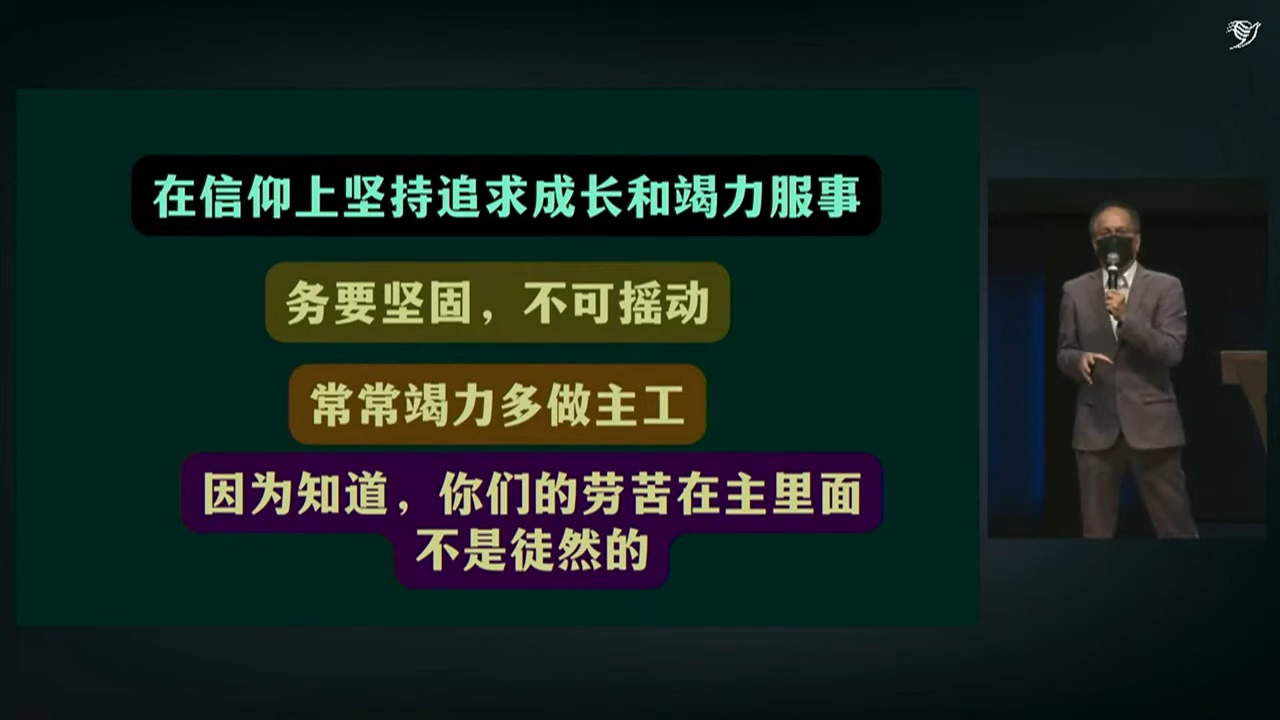 在信仰上坚持追求成长和竭力服事
务要坚固，不可摇动
常常竭力多做主工
因为知道，你们的劳苦在主里面
不是徒然的